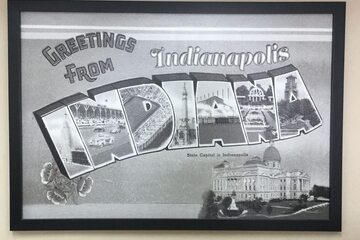 GREETINGS
FROM
Indianapolis
INDIANA
State Capitol in Indianapolis